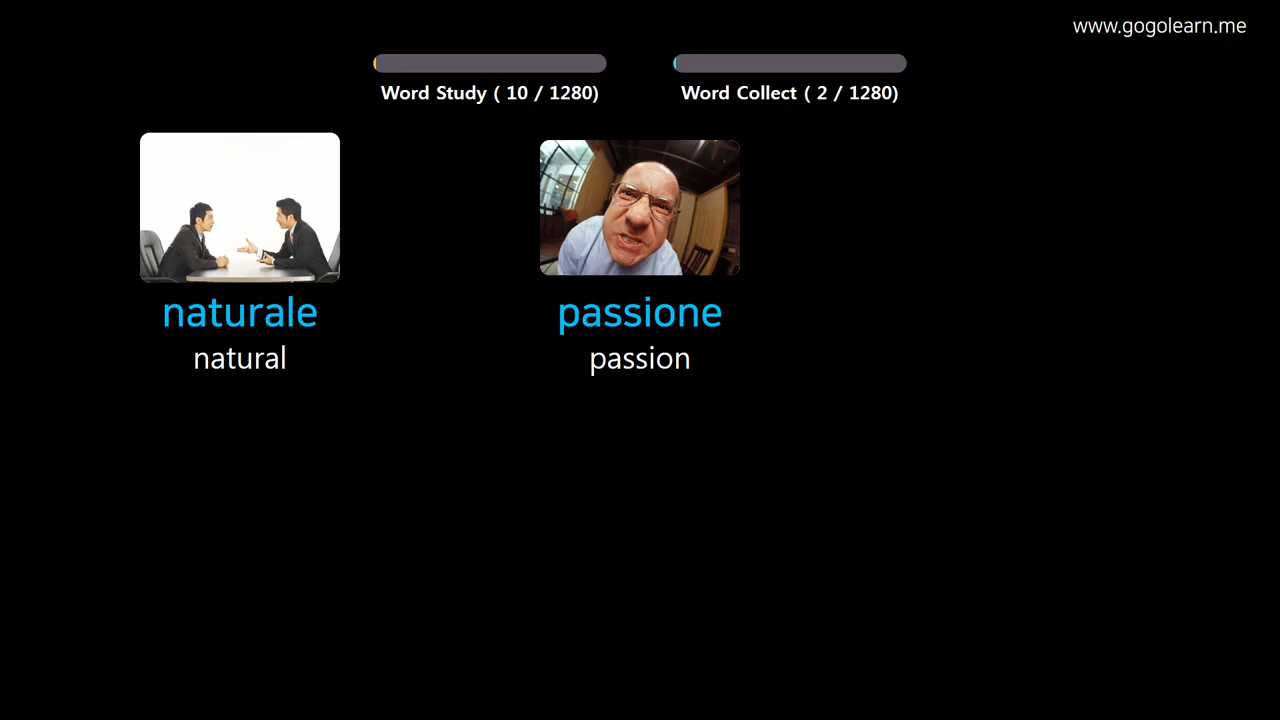 www.gogolearn.me
Word Study ( 10 / 1280)
Word Collect ( 2 / 1280)
naturale
natural
passione
passion